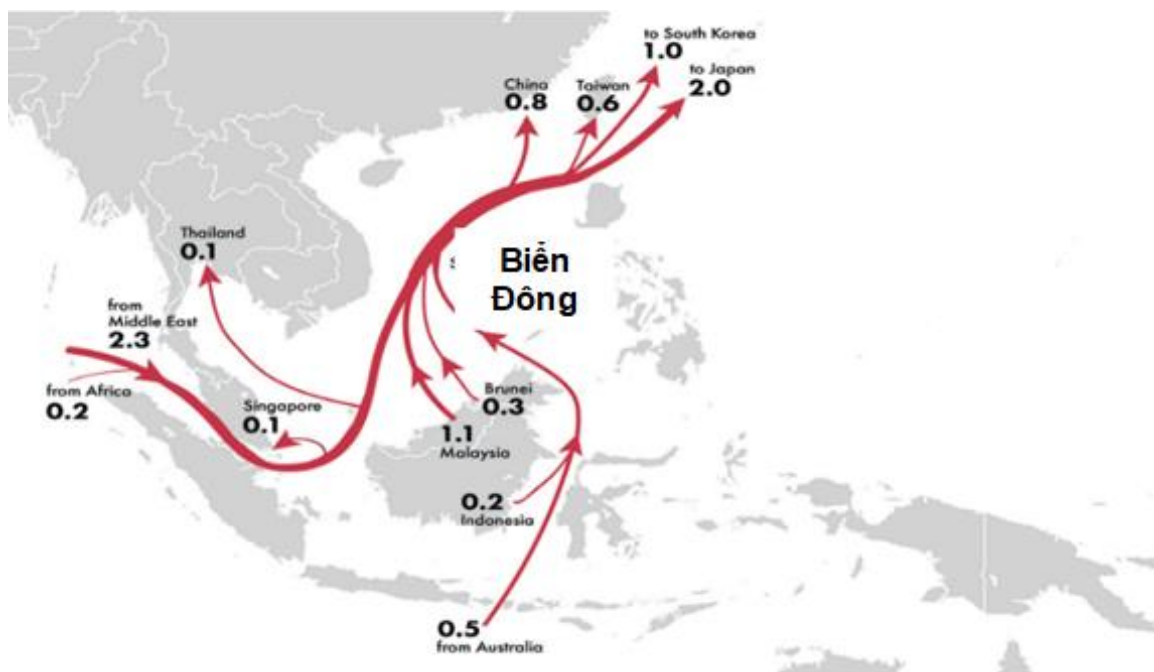 to South Korea
1.0
to Japan
2.0
China
0.8
Taiwan
0.6
Thailand
0.1
Biển
Đông
from
Middle East
2.3
from Africa
0.2
Singapore
0.1
Brunei
0.3
1.1
Malaysia
0.2
Indonesia
0.5
from Australia